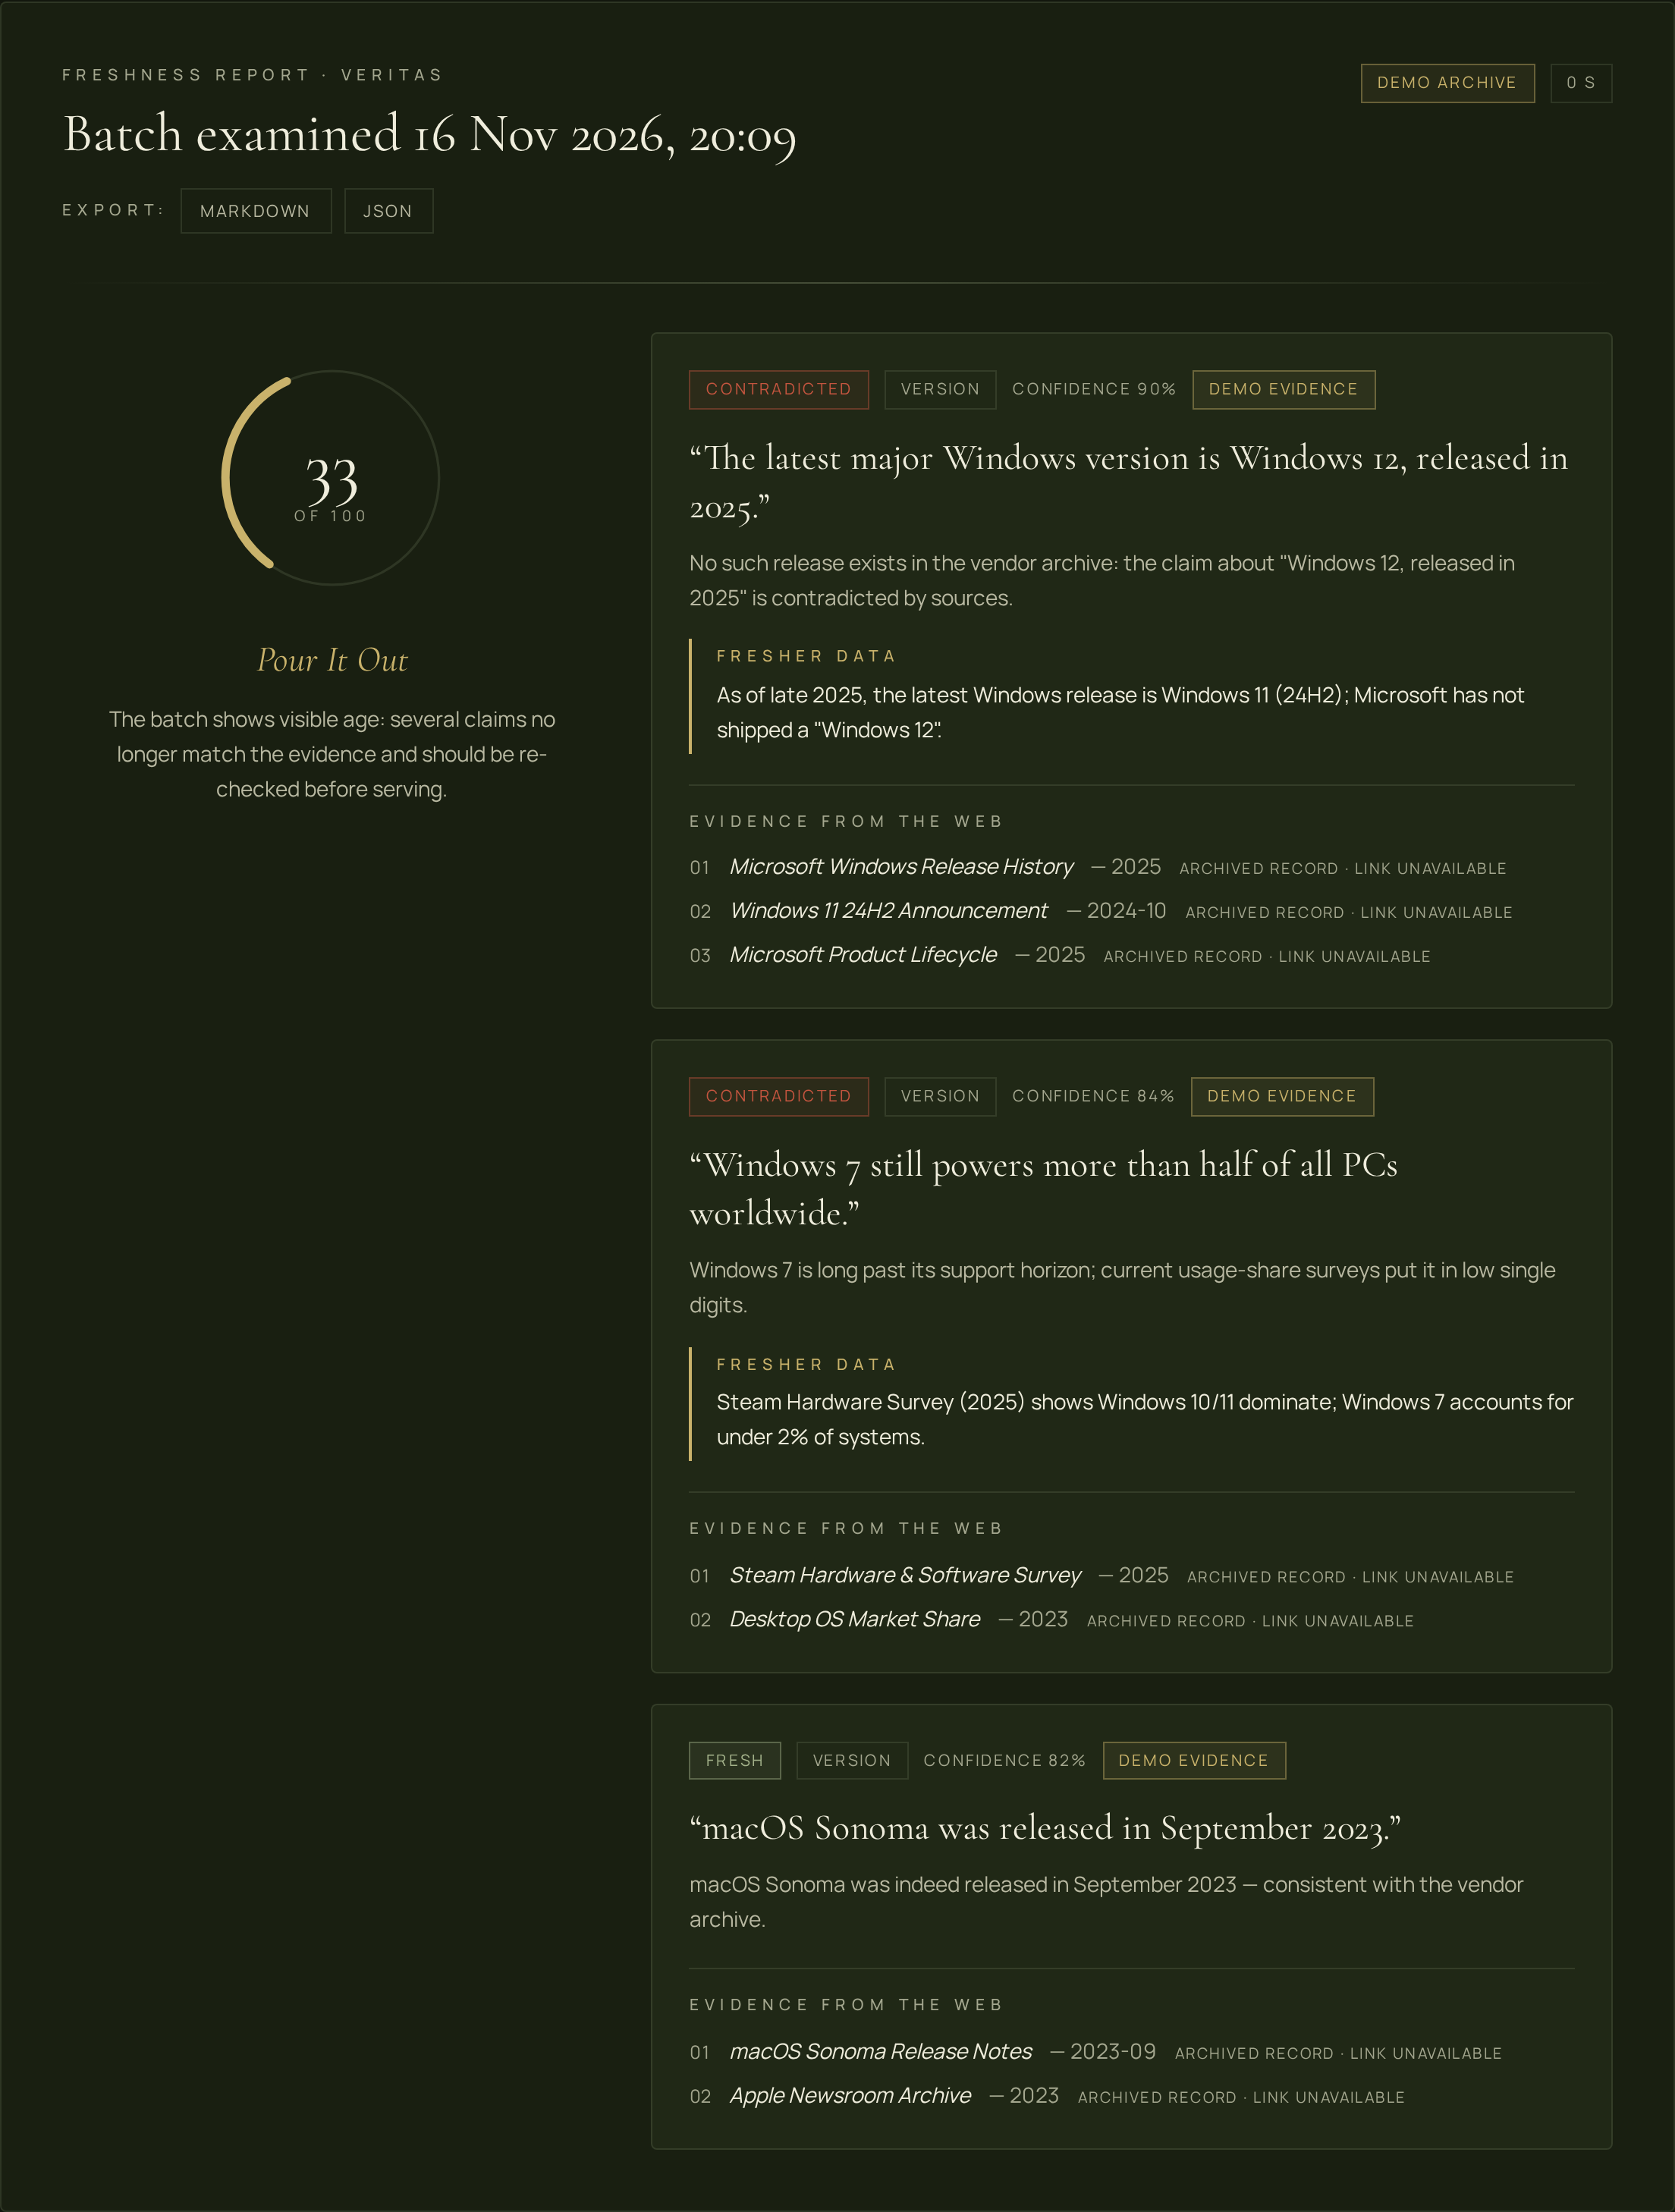 FRESHNESS REPORT · VERITAS
DEMO ARCHIVE
0 S
Batch examined 16 Nov 2026, 20:09
EXPORT:
MARKDOWN
JSON
33
OF 100
Pour It Out
The batch shows visible age: several claims no
longer match the evidence and should be re-
checked before serving.
CONTRADICTED
VERSION
CONFIDENCE 90%
DEMO EVIDENCE
“The latest major Windows version is Windows 12, released in
2025.”
No such release exists in the vendor archive: the claim about "Windows 12, released in
2025" is contradicted by sources.
FRESHER DATA
As of late 2025, the latest Windows release is Windows 11 (24H2); Microsoft has not
shipped a "Windows 12".
EVIDENCE FROM THE WEB
01 Microsoft Windows Release History — 2025 ARCHIVED RECORD · LINK UNAVAILABLE
02 Windows 11 24H2 Announcement — 2024-10 ARCHIVED RECORD · LINK UNAVAILABLE
03 Microsoft Product Lifecycle — 2025 ARCHIVED RECORD · LINK UNAVAILABLE
CONTRADICTED
VERSION
CONFIDENCE 84%
DEMO EVIDENCE
“Windows 7 still powers more than half of all PCs
worldwide.”
Windows 7 is long past its support horizon; current usage-share surveys put it in low single
digits.
FRESHER DATA
Steam Hardware Survey (2025) shows Windows 10/11 dominate; Windows 7 accounts for
under 2% of systems.
EVIDENCE FROM THE WEB
01 Steam Hardware & Software Survey — 2025 ARCHIVED RECORD · LINK UNAVAILABLE
02 Desktop OS Market Share — 2023 ARCHIVED RECORD · LINK UNAVAILABLE
FRESH
VERSION
CONFIDENCE 82%
DEMO EVIDENCE
“macOS Sonoma was released in September 2023.”
macOS Sonoma was indeed released in September 2023 — consistent with the vendor
archive.
EVIDENCE FROM THE WEB
01 macOS Sonoma Release Notes — 2023-09 ARCHIVED RECORD · LINK UNAVAILABLE
02 Apple Newsroom Archive — 2023 ARCHIVED RECORD · LINK UNAVAILABLE